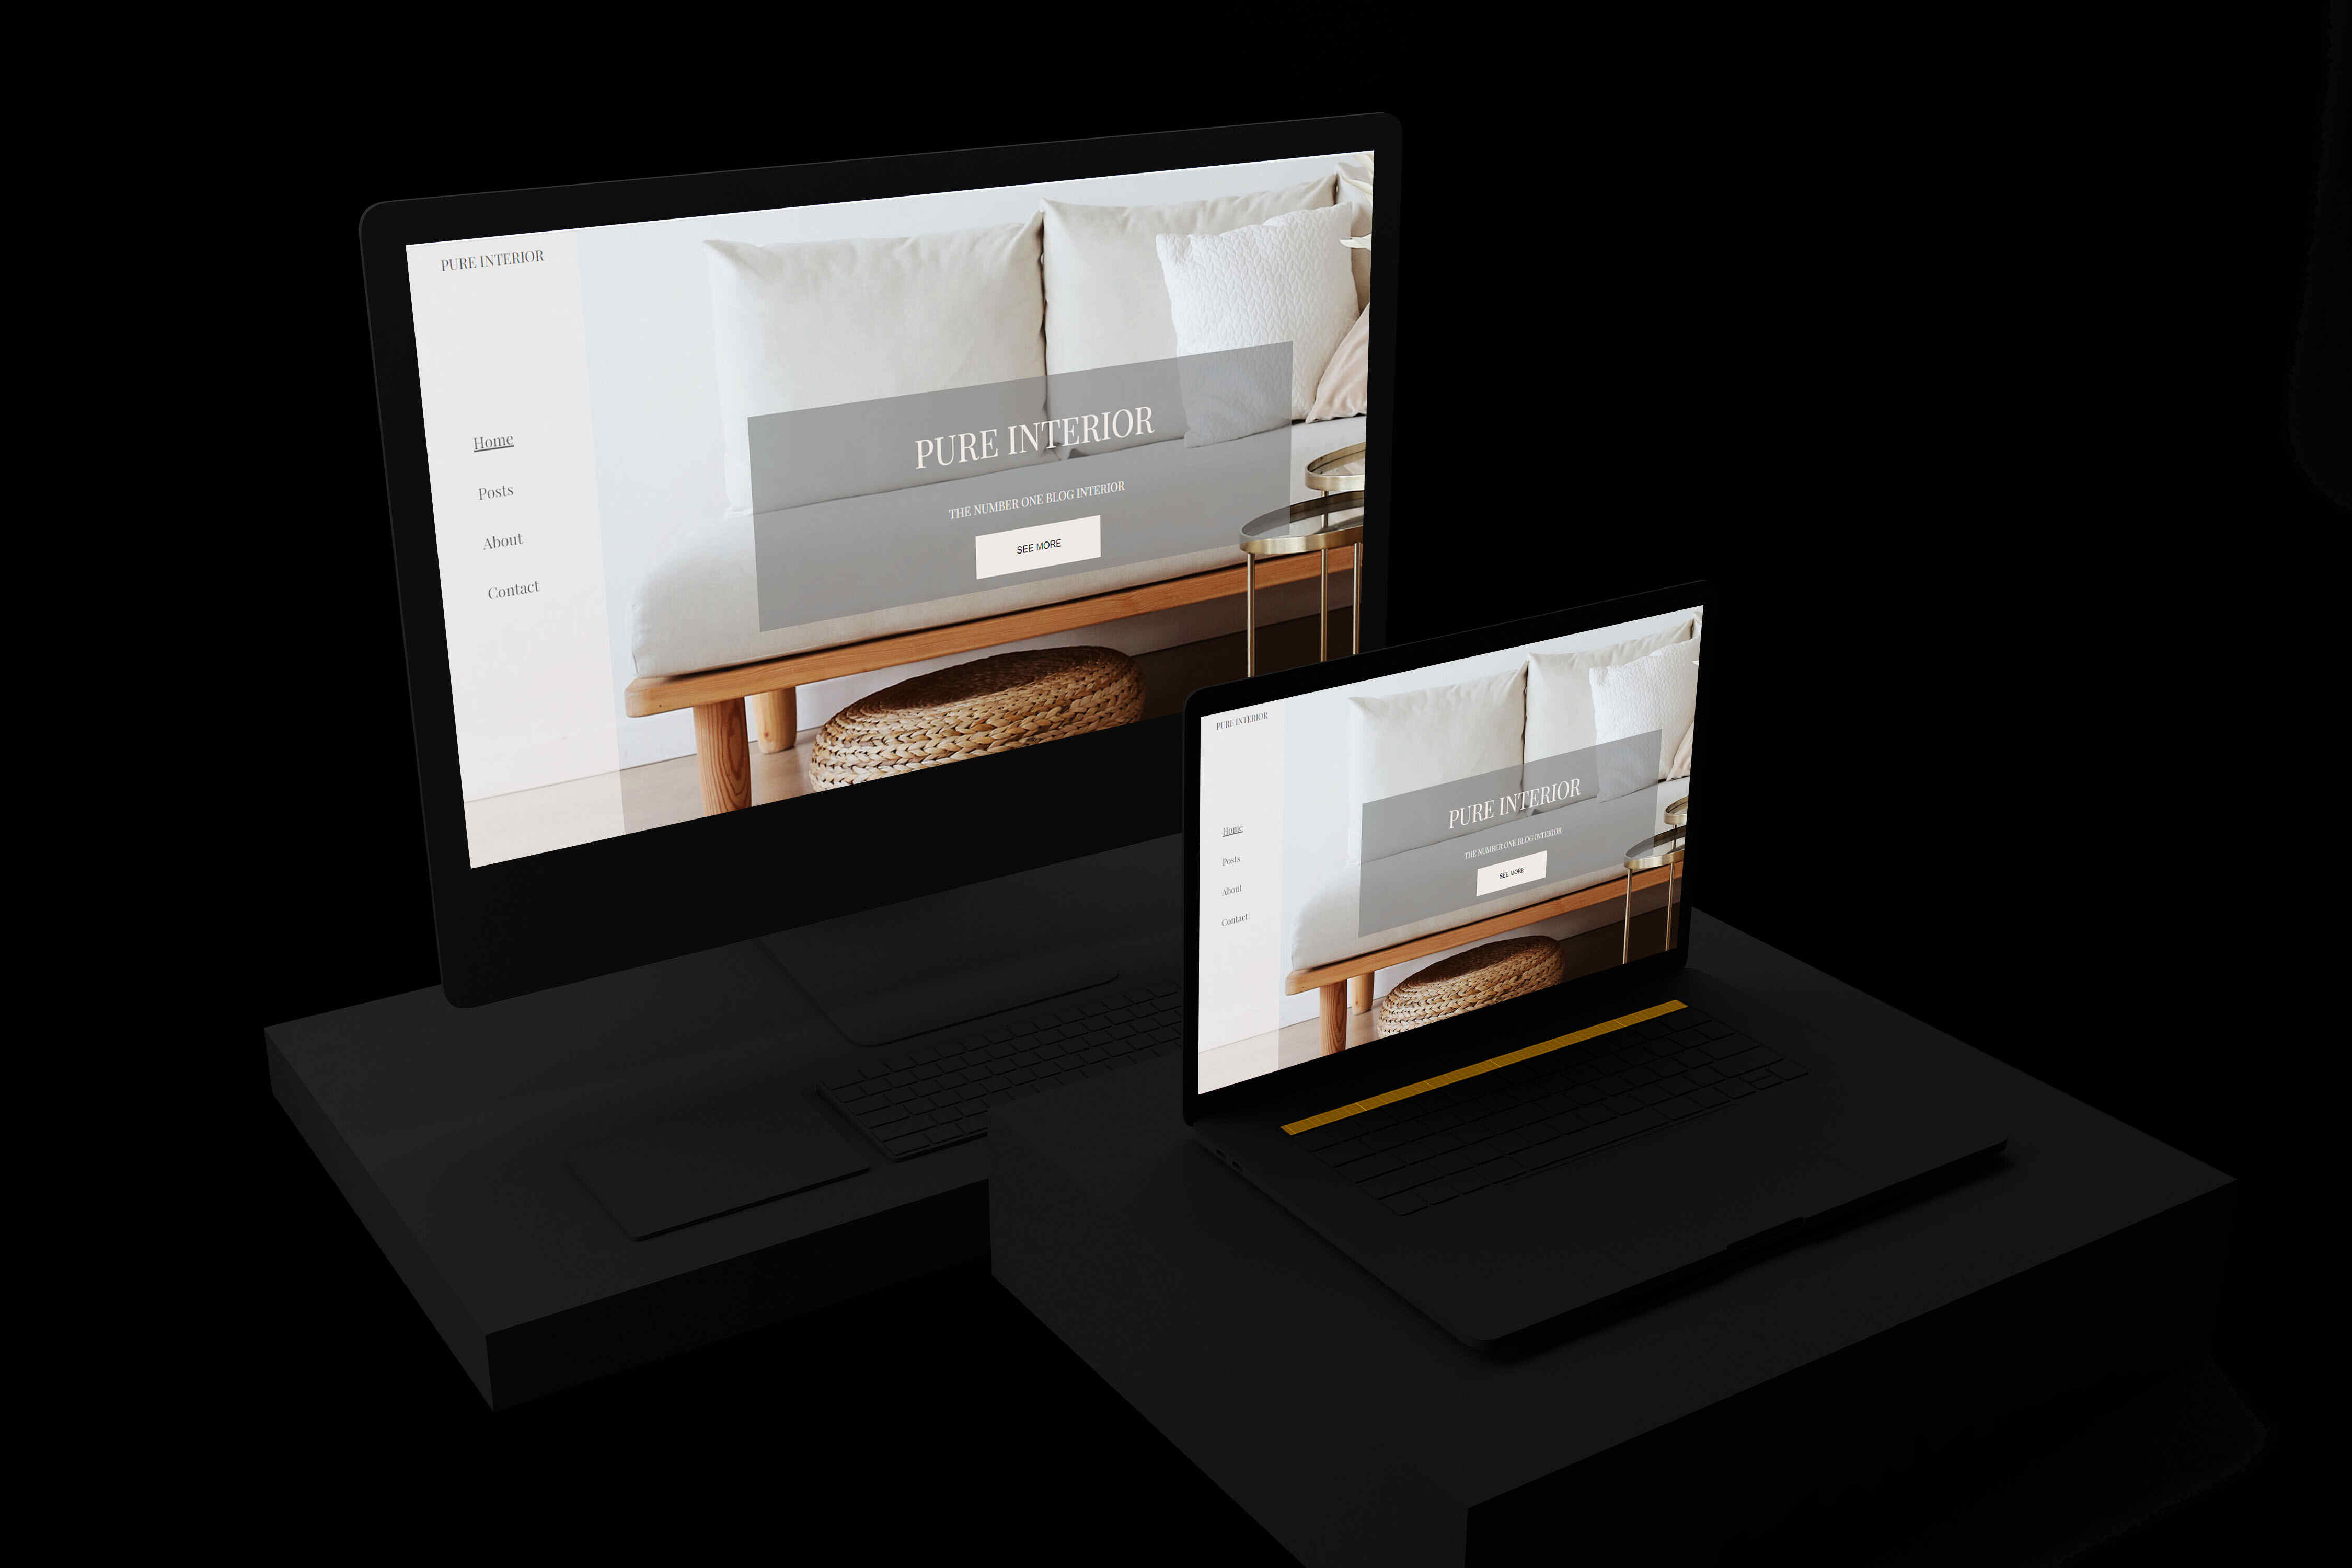 PURE INTERIOR
Home
Posts
About
Contact
PURE INTERIOR
THE NUMBER ONE BLOG INTERIOR
SEE MORE
PURE INTERIOR
Home
Posts
About
Contact
PURE INTERIOR
THE NUMBER ONE BLOG INTERIOR
SEE MORE